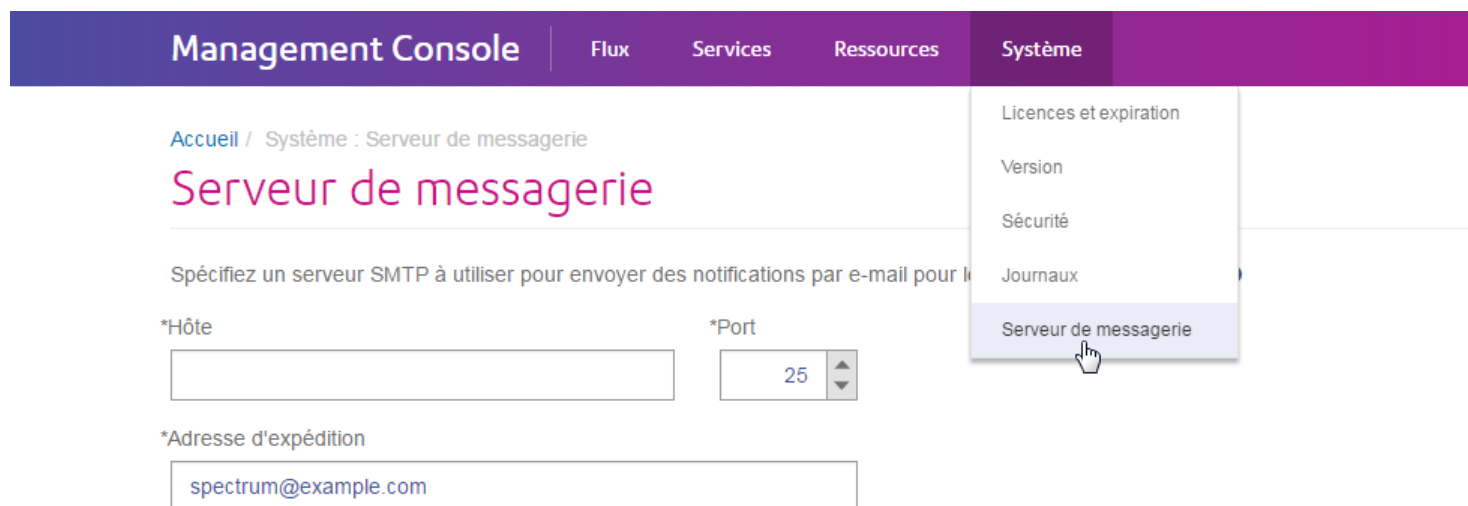 Management Console Flux Services Ressources Système
Licences et expiration
Accueil / Système : Serveur de messagerie
Version
Serveur de messagerie
Sécurité
Spécifiez un serveur SMTP à utiliser pour envoyer des notifications par e-mail pour
Journaux
*Hôte *Port
Serveur de messagerie
25
*Adresse d'expédition
spectrum@example.com